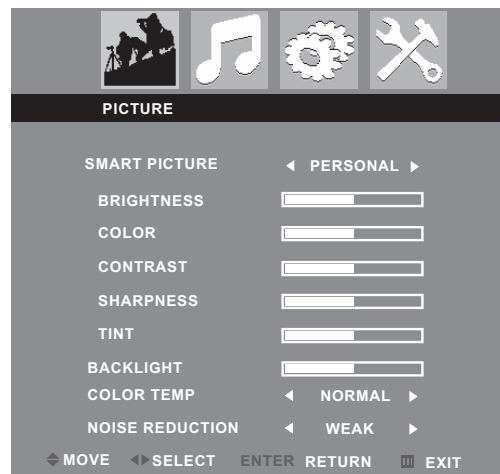 PICTURE
SMART PICTURE PERSONAL
BRIGHTNESS
COLOR
CONTRAST
SHARPNESS
TINT
BACKLIGHT
COLOR TEMP NORMAL
NOISE REDUCTION WEAK
MOVE SELECT ENTER RETURN EXIT